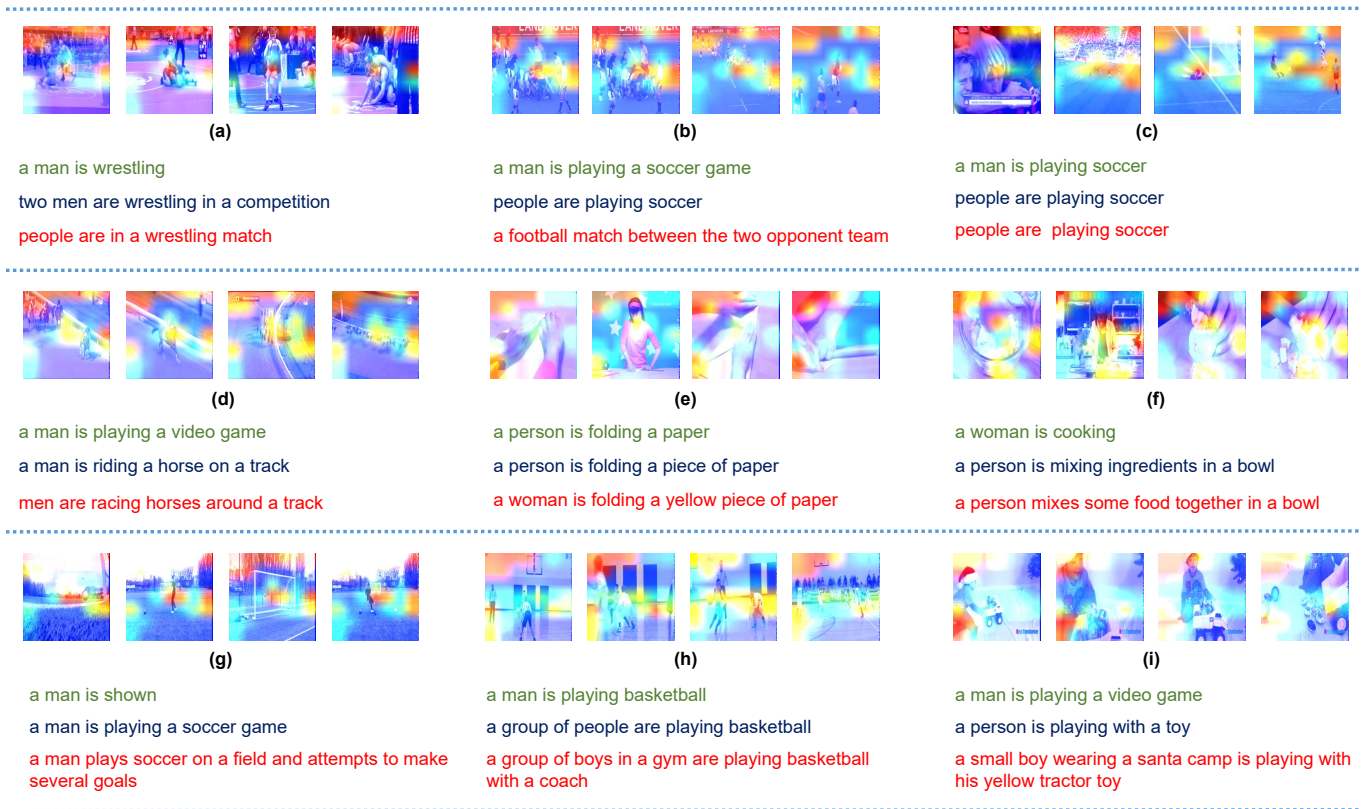 LAND ROVER
LAND ROVER
(a)
(b)
(c)
a man is wrestling
two men are wrestling in a competition
people are in a wrestling match
a man is playing a soccer game
people are playing soccer
a football match between the two opponent team
a man is playing soccer
people are playing soccer
people are  playing soccer
(d)
(e)
(f)
a man is playing a video game
a man is riding a horse on a track
men are racing horses around a track
a person is folding a paper
a person is folding a piece of paper
a woman is folding a yellow piece of paper
a woman is cooking
a person is mixing ingredients in a bowl
a person mixes some food together in a bowl
(g)
(h)
(i)
a man is shown
a man is playing a soccer game
a man plays soccer on a field and attempts to make
several goals
a man is playing basketball
a group of people are playing basketball
a group of boys in a gym are playing basketball
with a coach
a man is playing a video game
a person is playing with a toy
a small boy wearing a santa camp is playing with
his yellow tractor toy